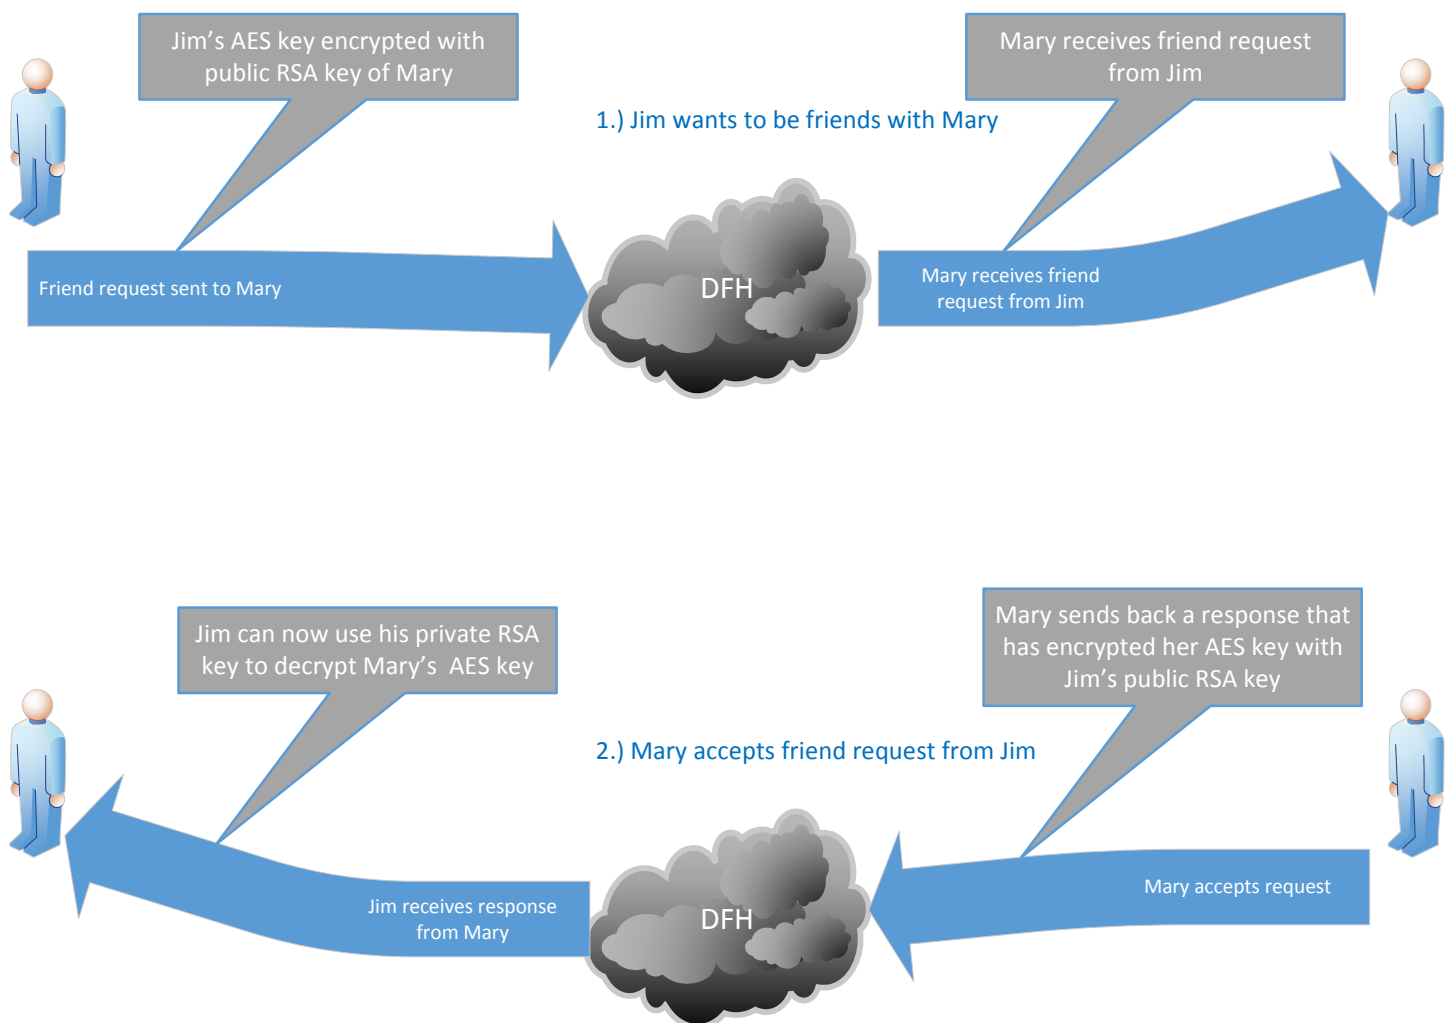 Jim's AES key encrypted with
public RSA key of Mary
Mary receives friend request
from Jim
1.) Jim wants to be friends with Mary
Friend request sent to Mary
DFH
Mary receives friend
request from Jim
Jim can now use his private RSA
key to decrypt Mary's  AES key
Mary sends back a response that
has encrypted her AES key with
Jim's public RSA key
2.) Mary accepts friend request from Jim
Jim receives response
from Mary
DFH
Mary accepts request